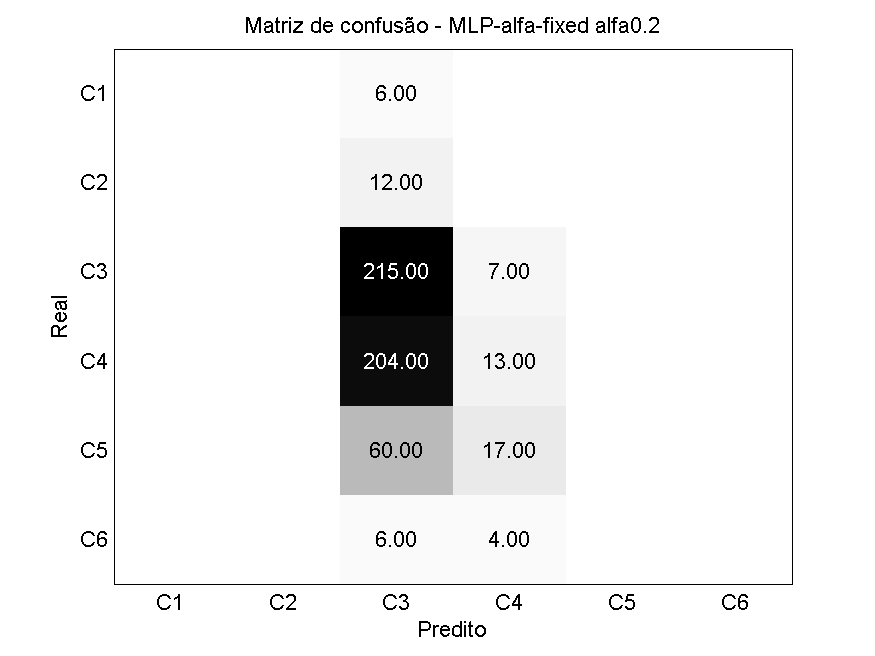 Matriz de confusão - MLP-alfa-fixed alfa0.2
C1 6.00
C2 12.00
C3 215.00 7.00
Real
C4 204.00 13.00
C5 60.00 17.00
C6 6.00 4.00
C1 C2 C3 C4 C5 C6
Predito